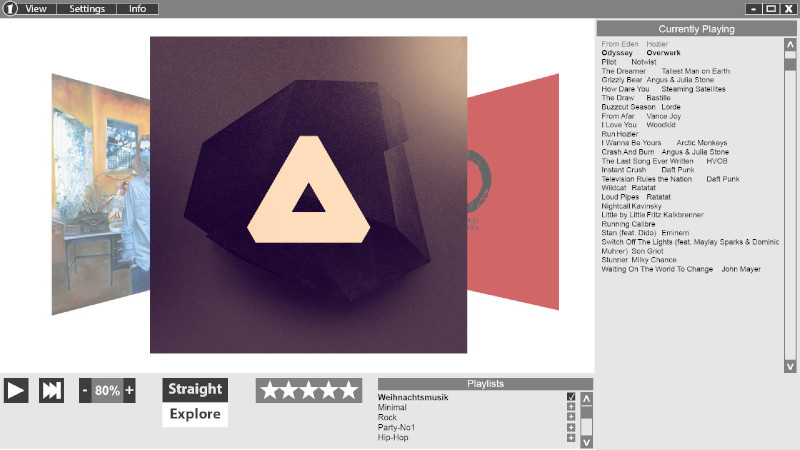 View Settings Info
Currently Playing
From Eden Hozier
Odyssey Overwerk
Pilot Notwist
The Dreamer Tallest Man on Earth
Grizzly Bear Angus & Julia Stone
How Dare You Steaming Satellites
The Draw Bastille
Buzzcut Season Lorde
From Afar Vance Joy
I Love You Woodkid
Run Hozier
I Wanna Be Yours Arctic Monkeys
Crash And Burn Angus & Julia Stone
The Last Song Ever Written HVOB
Instant Crush Daft Punk
Television Rules the Nation Daft Punk
Wildcat Ratatat
Loud Pipes Ratatat
Nightcall Kavinsky
Little by Little Fritz Kalkbrenner
Running Calibre
Stan (feat. Dido) Eminem
Switch Off The Lights (feat. Maylay Sparks & Dominic
Muhrer) Son Griot
Stunner Milky Chance
Waiting On The World To Change John Mayer
- 80% +
Straight
Explore
Playlists
Weihnachtsmusik
Minimal
Rock
Party-No1
Hip-Hop